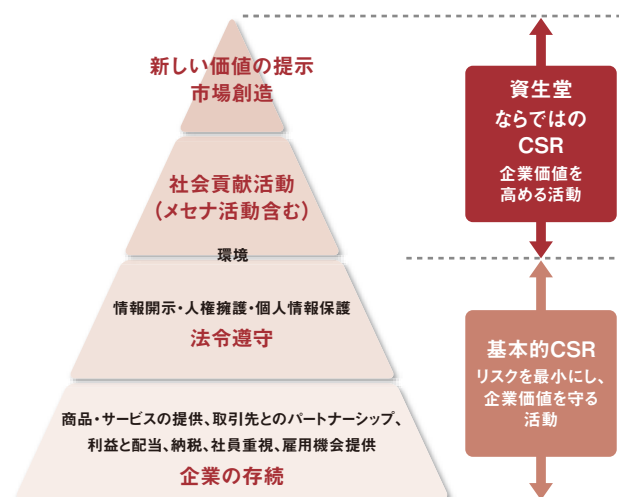 新しい価値の提示
市場創造
社会貢献活動
（メセナ活動含む）
環境
情報開示・人権擁護・個人情報保護
法令遵守
商品・サービスの提供、取引先とのパートナーシップ、
利益と配当、納税、社員重視、雇用機会提供
企業の存続
資生堂
ならではの
CSR
企業価値を
高める活動
基本的CSR
リスクを最小にし、
企業価値を守る
活動